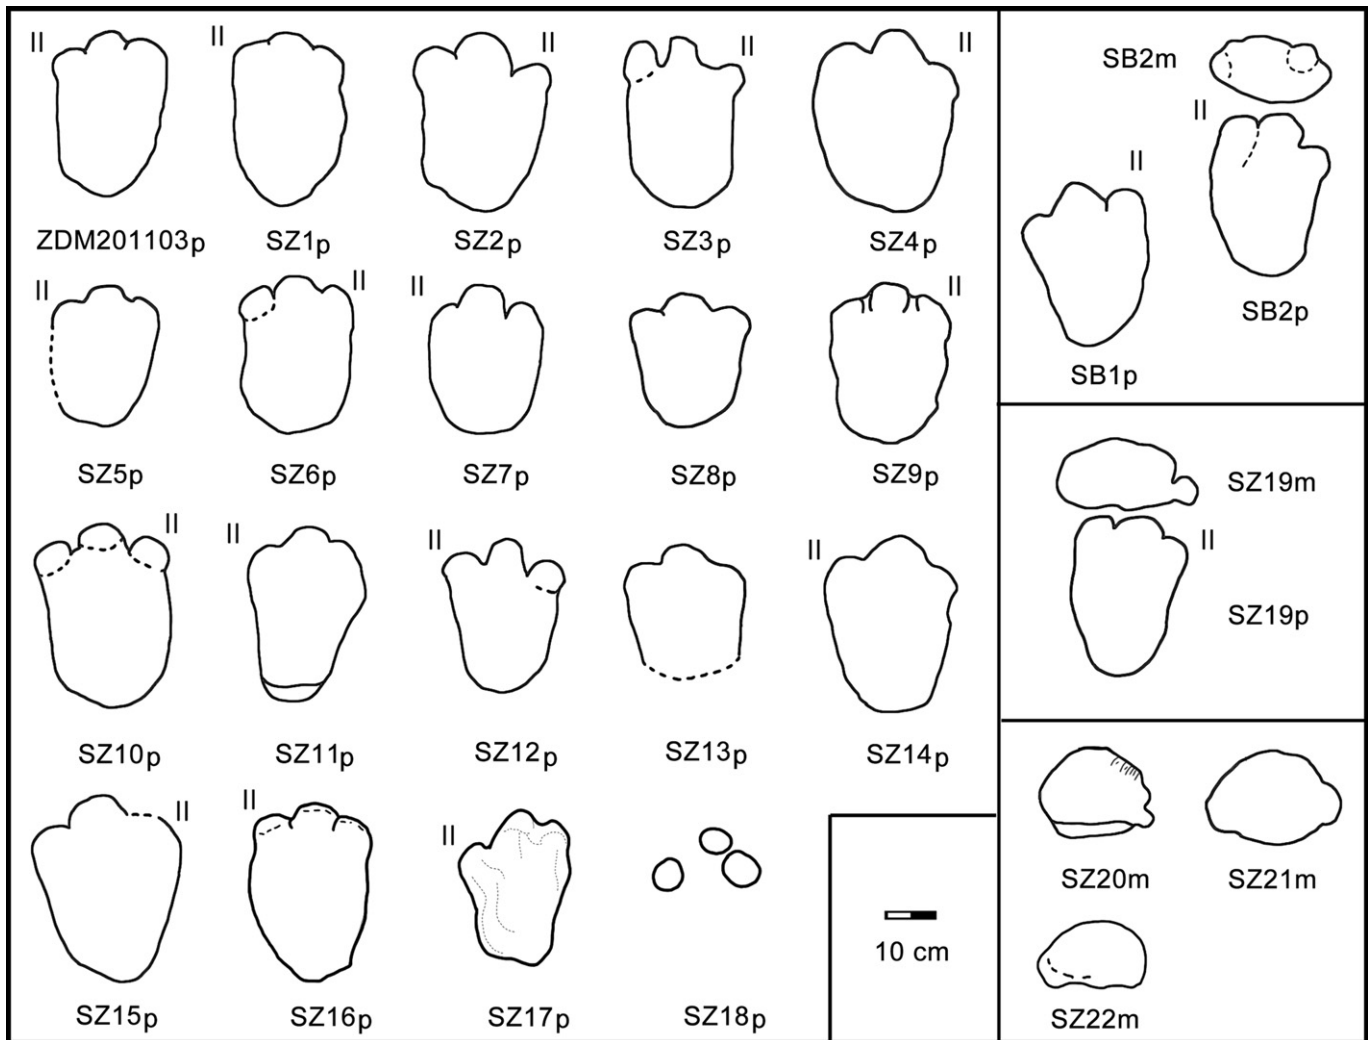 II II II II II
ZDM201103p SZ1p SZ2p SZ3p SZ4p
II II II II
SZ5p SZ6p SZ7p SZ8p SZ9p
II II II II
SZ10p SZ11p SZ12p SZ13p SZ14p
II II II
SZ15p SZ16p SZ17p SZ18p
10 cm
SB2m
II
II
SB2p
SB1p
SZ19m
II
SZ19p
SZ20m SZ21m
SZ22m